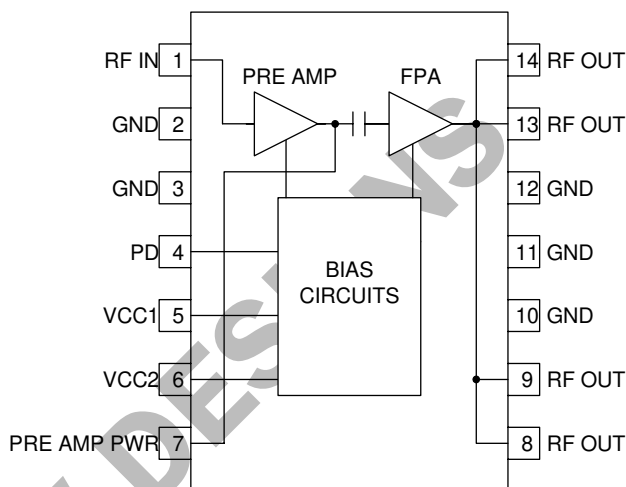 RF IN 1 PRE AMP FPA 14 RF OUT
GND 2 13 RF OUT
GND 3 12 GND
PD 4 11 GND
BIAS
CIRCUITS
VCC1 5 10 GND
VCC2 6 9 RF OUT
PRE AMP PWR 7 8 RF OUT